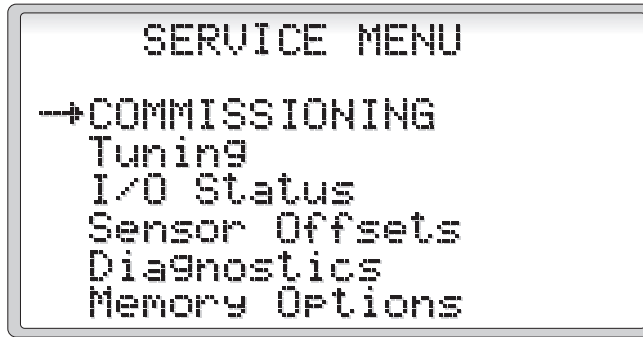 SERVICE MENU
→COMMISSIONING
Tuning
I/O Status
Sensor Offsets
Diagnostics
Memory Options